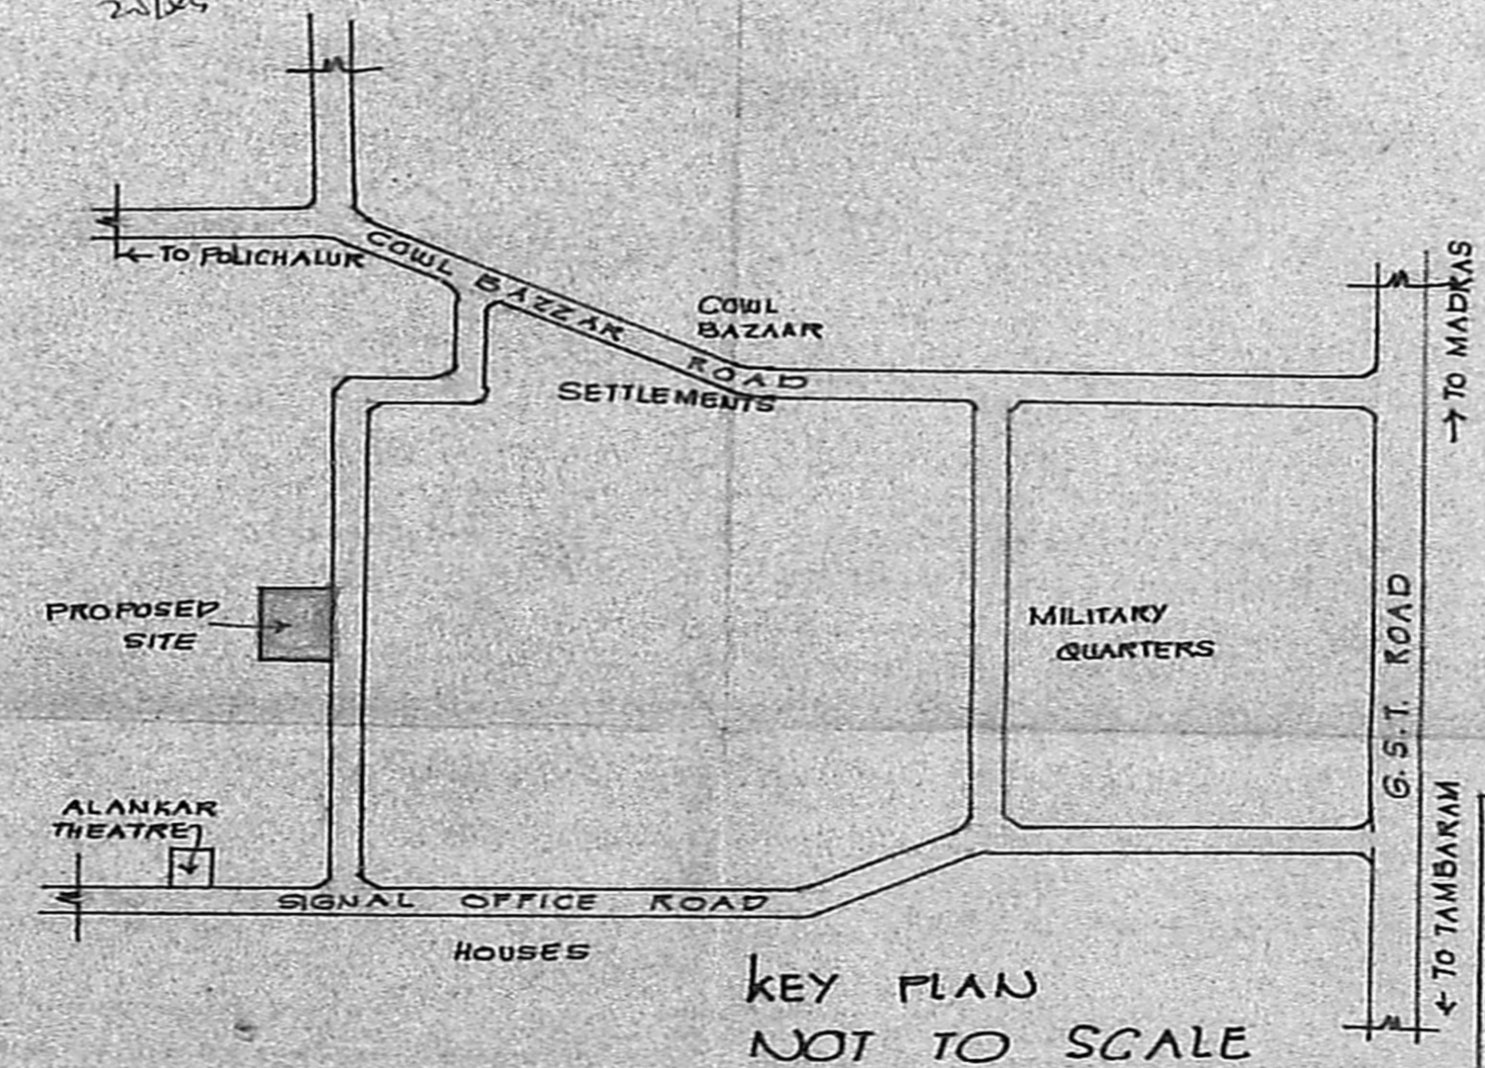 ← TO POLICHALUR
COWL BAZZAR ROAD
COWL
BAZAAR
SETTLEMENTS
→ TO MADRAS
PROPOSED
SITE
MILITARY
QUARTERS
G.S.T. ROAD
ALANKAR
THEATRE
SIGNAL OFFICE ROAD
HOUSES
← TO TAMBARAM
KEY PLAN
NOT TO SCALE